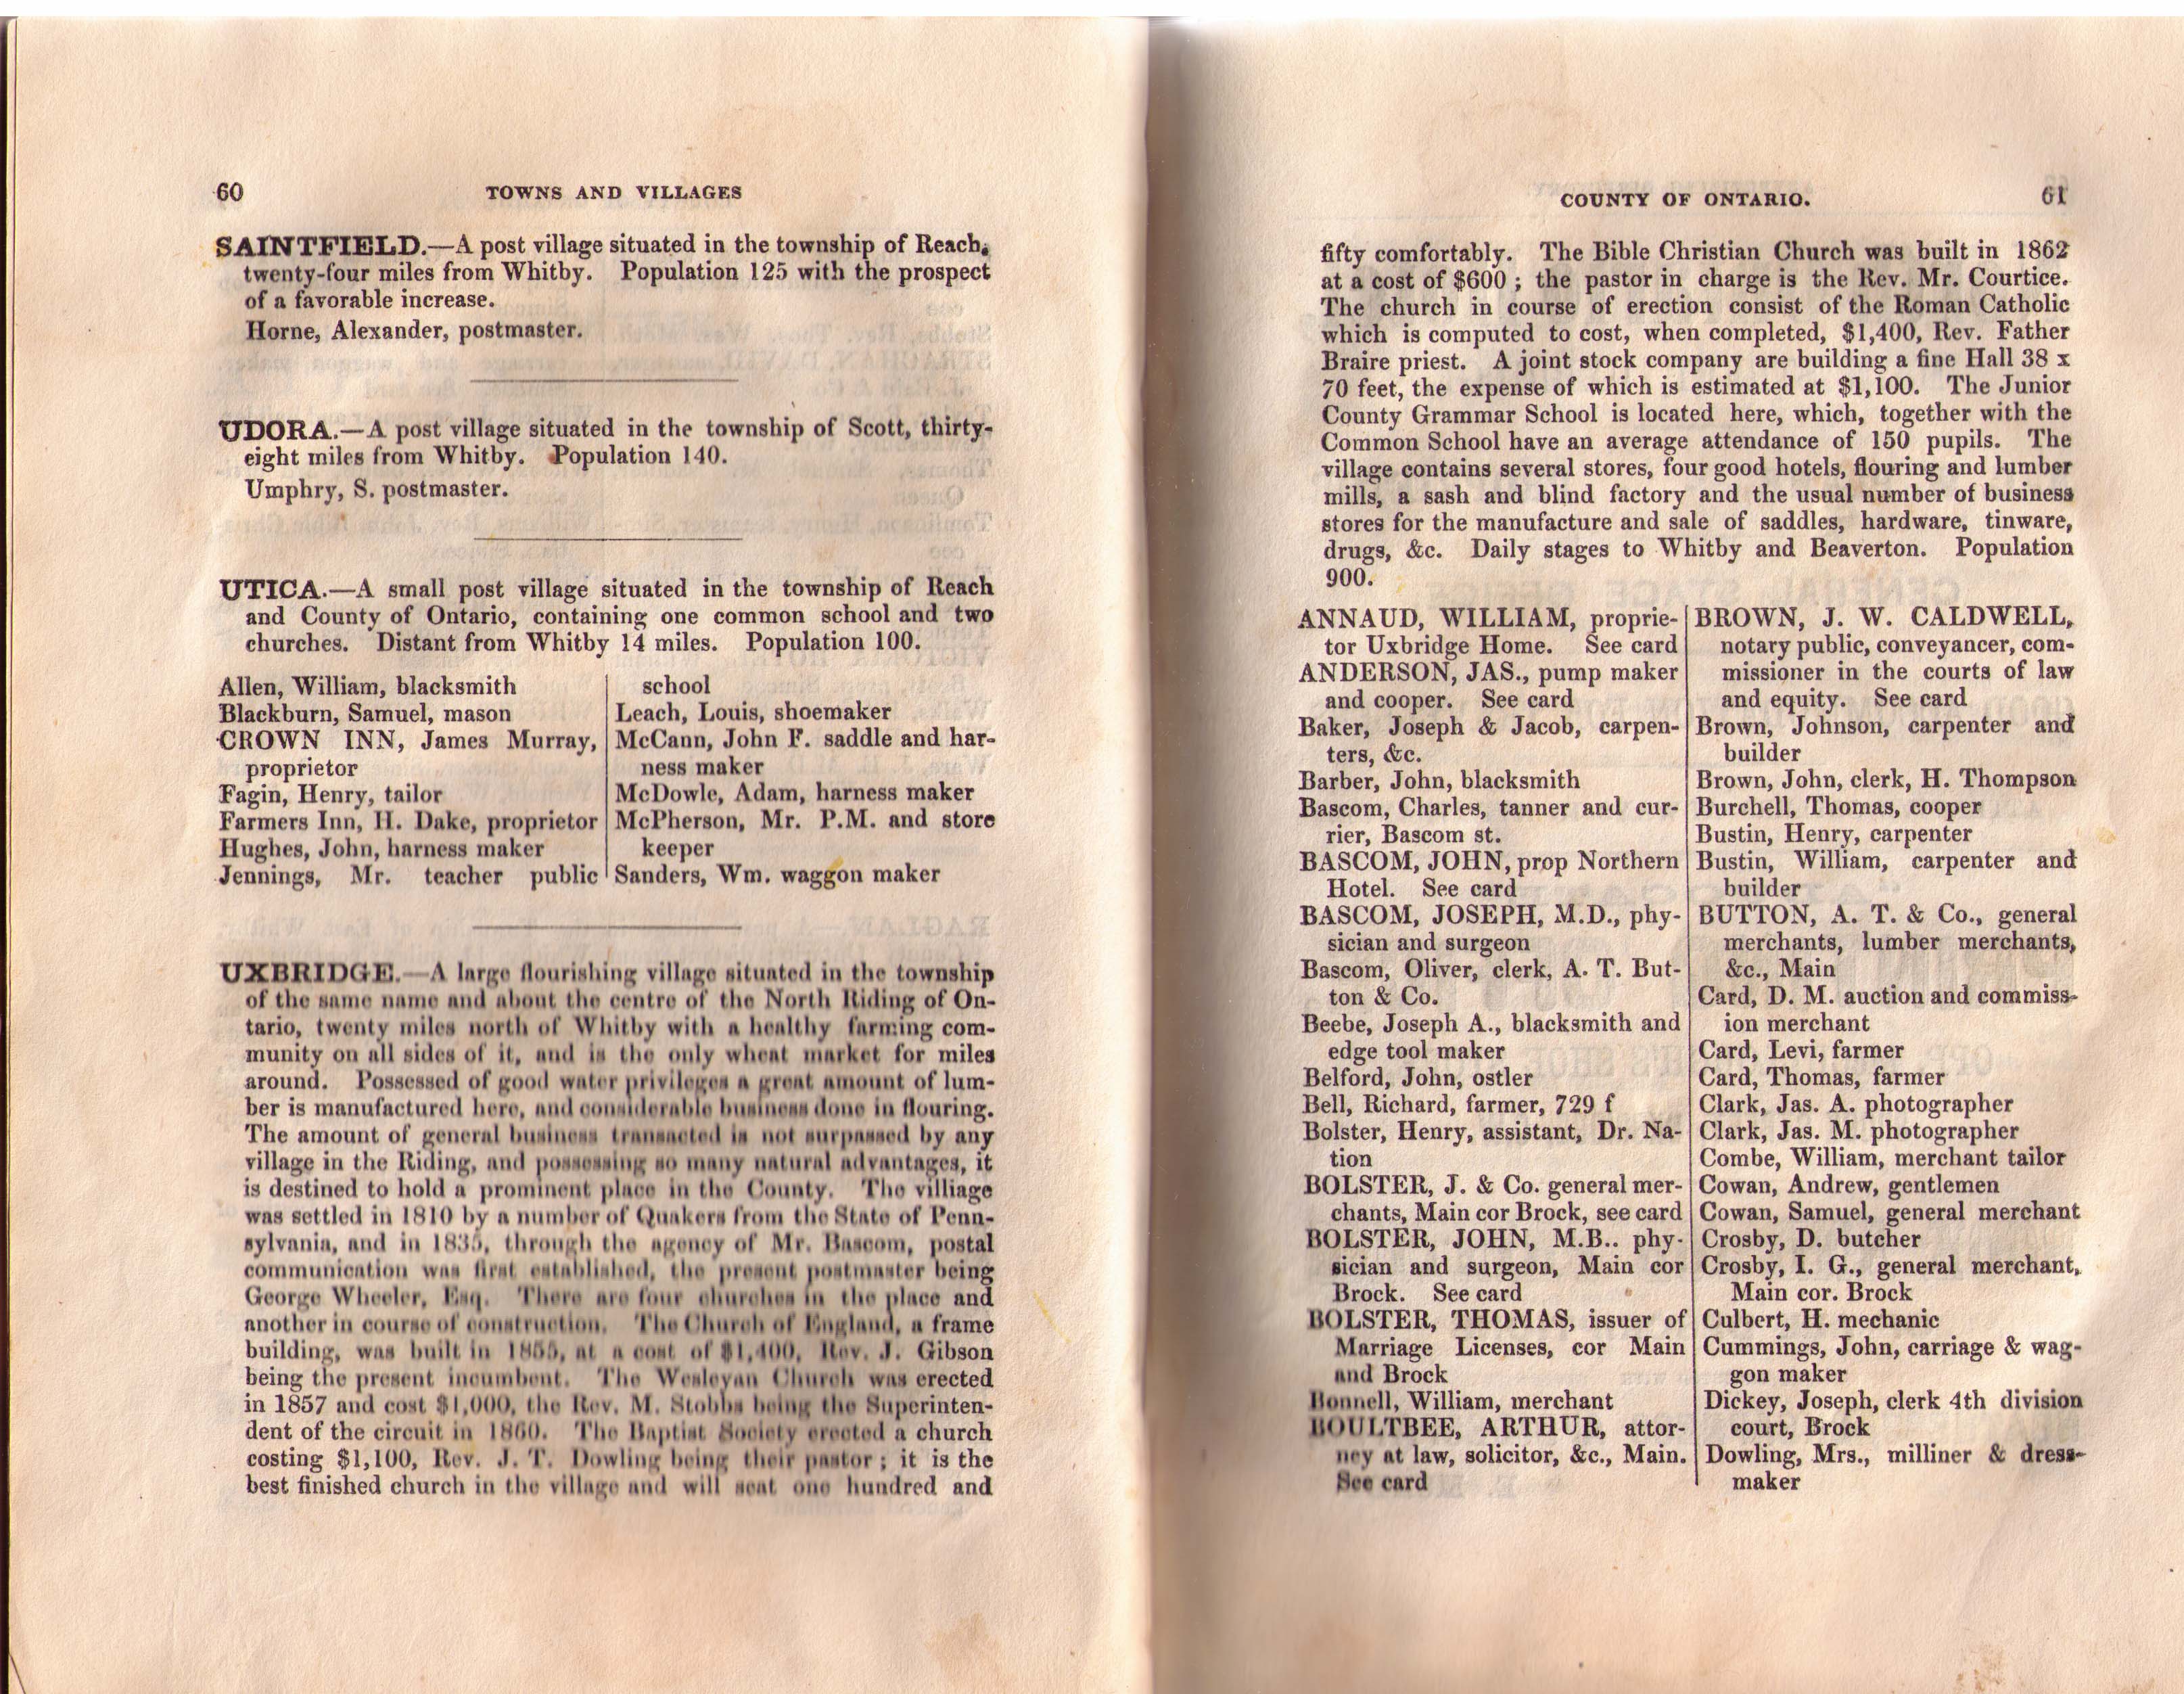 60
TOWNS AND VILLAGES
SAINTFIELD.—A post village situated in the township of Reach,
twenty-four miles from Whitby. Population 125 with the prospect
of a favorable increase.
Horne, Alexander, postmaster.
UDORA.—A post village situated in the township of Scott, thirty-
eight miles from Whitby. Population 140.
Umphry, S. postmaster.
UTICA.—A small post village situated in the township of Reach
and County of Ontario, containing one common school and two
churches. Distant from Whitby 14 miles. Population 100.
Allen, William, blacksmith
Blackburn, Samuel, mason
CROWN INN, James Murray,
proprietor
Fagin, Henry, tailor
Farmers Inn, H. Dake, proprietor
Hughes, John, harness maker
Jennings, Mr. teacher public
school
Leach, Louis, shoemaker
McCann, John F. saddle and har-
ness maker
McDowle, Adam, harness maker
McPherson, Mr. P.M. and store
keeper
Sanders, Wm. waggon maker
UXBRIDGE.—A large flourishing village situated in the township
of the same name and about the centre of the North Riding of On-
tario, twenty miles north of Whitby with a healthy farming com-
munity on all sides of it, and is the only wheat market for miles
around. Possessed of good water privileges a great amount of lum-
ber is manufactured here, and considerable business done in flouring.
The amount of general business transacted is not surpassed by any
village in the Riding, and possessing so many natural advantages, it
is destined to hold a prominent place in the County. The villiage
was settled in 1810 by a number of Quakers from the State of Penn-
sylvania, and in 1835, through the agency of Mr. Bascom, postal
communication was first established, the present postmaster being
George Wheeler, Esq. There are four churches in the place and
another in course of construction. The Church of England, a frame
building, was built in 1855, at a cost of $1,400, Rev. J. Gibson
being the present incumbent. The Wesleyan Church was erected
in 1857 and cost $1,000, the Rev. M. Stobbs being the Superinten-
dent of the circuit in 1860. The Baptist Society erected a church
costing $1,100, Rev. J. T. Dowling being their pastor ; it is the
best finished church in the village and will seat one hundred and
COUNTY OF ONTARIO.
61
fifty comfortably. The Bible Christian Church was built in 1862
at a cost of $600 ; the pastor in charge is the Rev. Mr. Courtice.
The church in course of erection consist of the Roman Catholic
which is computed to cost, when completed, $1,400, Rev. Father
Braire priest. A joint stock company are building a fine Hall 38 x
70 feet, the expense of which is estimated at $1,100. The Junior
County Grammar School is located here, which, together with the
Common School have an average attendance of 150 pupils. The
village contains several stores, four good hotels, flouring and lumber
mills, a sash and blind factory and the usual number of business
stores for the manufacture and sale of saddles, hardware, tinware,
drugs, &c. Daily stages to Whitby and Beaverton. Population
900.
ANNAUD, WILLIAM, proprie-
tor Uxbridge Home. See card
ANDERSON, JAS., pump maker
and cooper. See card
Baker, Joseph & Jacob, carpen-
ters, &c.
Barber, John, blacksmith
Bascom, Charles, tanner and cur-
rier, Bascom st.
BASCOM, JOHN, prop Northern
Hotel. See card
BASCOM, JOSEPH, M.D., phy-
sician and surgeon
Bascom, Oliver, clerk, A. T. But-
ton & Co.
Beebe, Joseph A., blacksmith and
edge tool maker
Belford, John, ostler
Bell, Richard, farmer, 729 f
Bolster, Henry, assistant, Dr. Na-
tion
BOLSTER, J. & Co. general mer-
chants, Main cor Brock, see card
BOLSTER, JOHN, M.B.. phy-
sician and surgeon, Main cor
Brock. See card
BOLSTER, THOMAS, issuer of
Marriage Licenses, cor Main
and Brock
Bonnell, William, merchant
BOULTBEE, ARTHUR, attor-
ney at law, solicitor, &c., Main.
See card
BROWN, J. W. CALDWELL,
notary public, conveyancer, com-
missioner in the courts of law
and equity. See card
Brown, Johnson, carpenter and
builder
Brown, John, clerk, H. Thompson
Burchell, Thomas, cooper
Bustin, Henry, carpenter
Bustin, William, carpenter and
builder
BUTTON, A. T. & Co., general
merchants, lumber merchants,
&c., Main
Card, D. M. auction and commiss-
ion merchant
Card, Levi, farmer
Card, Thomas, farmer
Clark, Jas. A. photographer
Clark, Jas. M. photographer
Combe, William, merchant tailor
Cowan, Andrew, gentlemen
Cowan, Samuel, general merchant
Crosby, D. butcher
Crosby, I. G., general merchant,
Main cor. Brock
Culbert, H. mechanic
Cummings, John, carriage & wag-
gon maker
Dickey, Joseph, clerk 4th division
court, Brock
Dowling, Mrs., milliner & dress-
maker